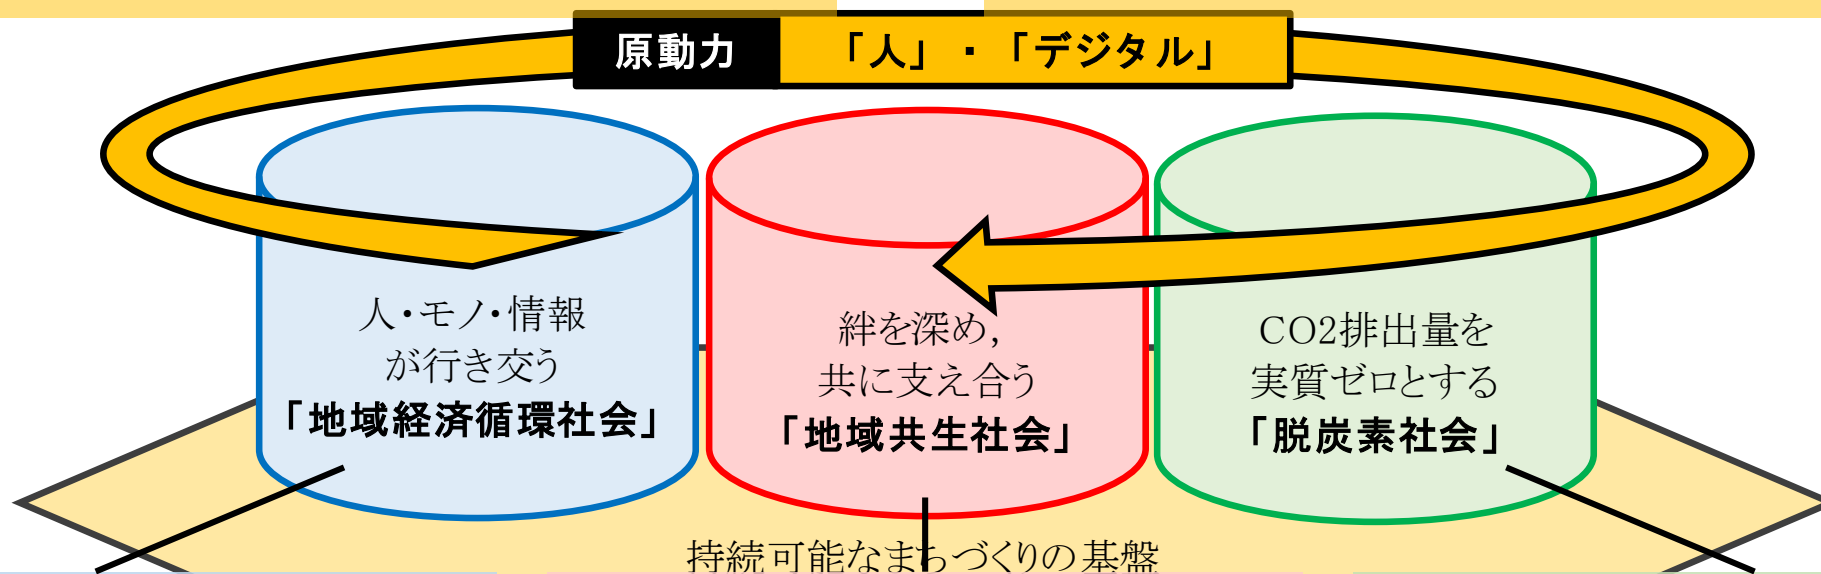 原動力 「人」・「デジタル」
人・モノ・情報
が行き交う
「地域経済循環社会」
絆を深め，
共に支え合う
「地域共生社会」
CO2排出量を
実質ゼロとする
「脱炭素社会」
持続可能なまちづくりの基盤